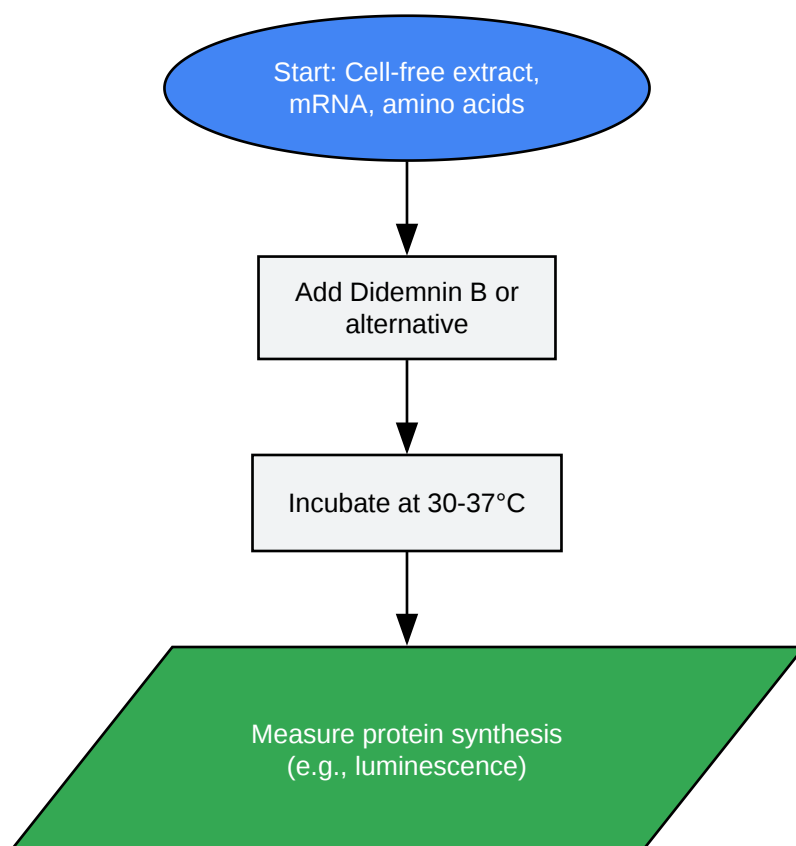 Start: Cell-free extract,
mRNA, amino acids
Add Didemnin B or
alternative
Incubate at 30-37°C
Measure protein synthesis
(e.g., luminescence)